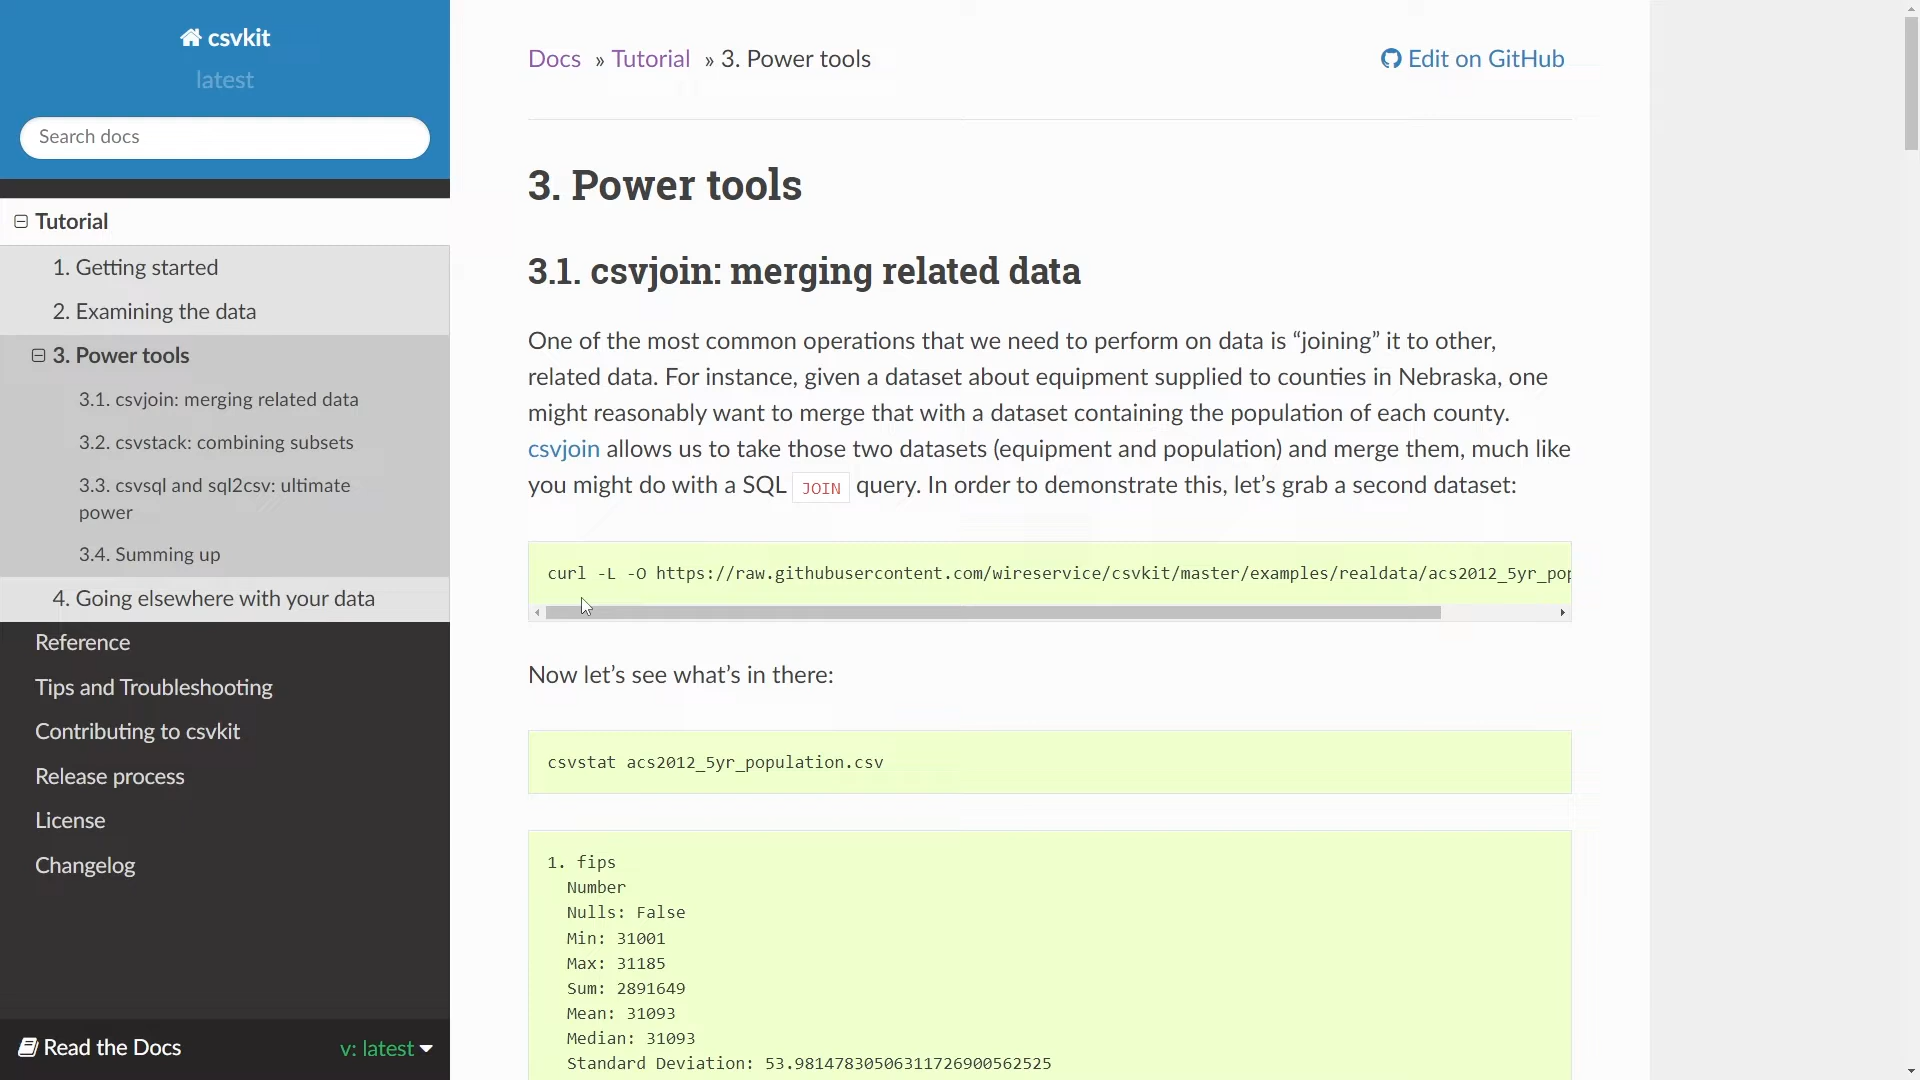 csvkit
latest
Search docs
Tutorial
1. Getting started
2. Examining the data
3. Power tools
3.1. csvjoin: merging related data
3.2. csvstack: combining subsets
3.3. csvsql and sql2csv: ultimate
power
3.4. Summing up
4. Going elsewhere with your data
Reference
Tips and Troubleshooting
Contributing to csvkit
Release process
License
Changelog
Read the Docs v: latest
Docs » Tutorial » 3. Power tools
Edit on GitHub
3. Power tools
3.1. csvjoin: merging related data
One of the most common operations that we need to perform on data is “joining” it to other,
related data. For instance, given a dataset about equipment supplied to counties in Nebraska, one
might reasonably want to merge that with a dataset containing the population of each county.
csvjoin allows us to take those two datasets (equipment and population) and merge them, much like
you might do with a SQL JOIN query. In order to demonstrate this, let’s grab a second dataset:
curl -L -O https://raw.githubusercontent.com/wireservice/csvkit/master/examples/realdata/acs2012_5yr_pop
Now let’s see what’s in there:
csvstat acs2012_5yr_population.csv
1. fips
Number
Nulls: False
Min: 31001
Max: 31185
Sum: 2891649
Mean: 31093
Median: 31093
Standard Deviation: 53.98147830506311726900562525